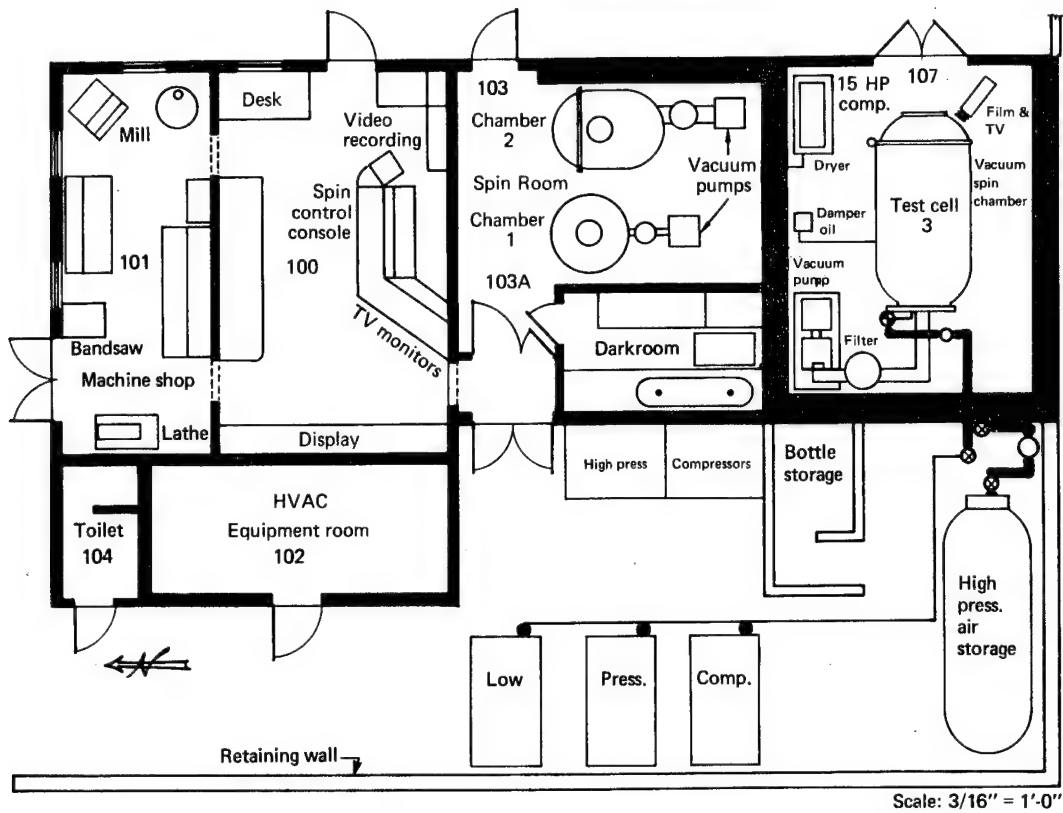 Desk
Mill
Video
recording
Spin
control
console
100
TV monitors
101
Bandsaw
Machine shop
Lathe
Display
Toilet
104
HVAC
Equipment room
102
103
Chamber
2
Spin Room
Chamber
1
103A
Vacuum
pumps
Darkroom
High press
Compressors
Bottle
storage
107
15 HP
comp.
Film &
TV
Dryer
Vacuum
spin
chamber
Test cell
3
Damper
oil
Vacuum
pump
Filter
High
press.
air
storage
Low
Press.
Comp.
N
Retaining wall
Scale: 3/16" = 1'-0"